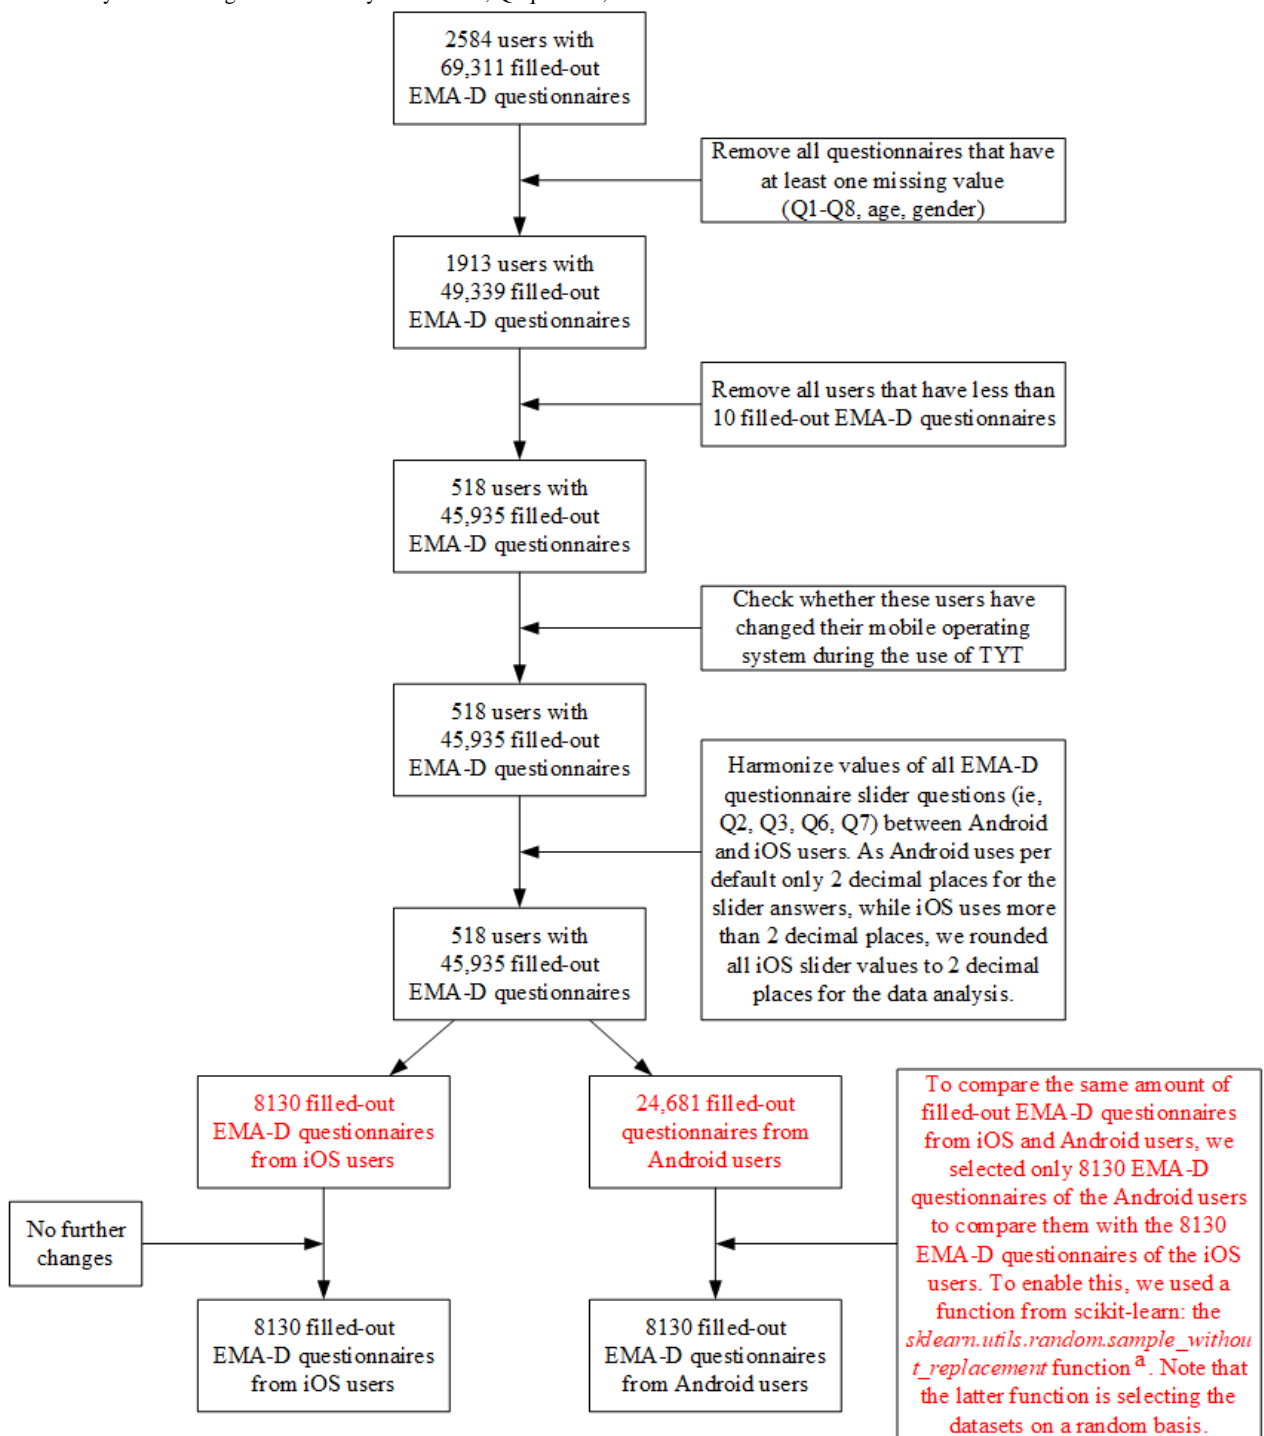 2584 users with
69,311 filled-out
EMA-D questionnaires
Remove all questionnaires that have
at least one missing value
(Q1-Q8, age, gender)
1913 users with
49,339 filled-out
EMA-D questionnaires
Remove all users that have less than
10 filled-out EMA-D questionnaires
518 users with
45,935 filled-out
EMA-D questionnaires
Check whether these users have
changed their mobile operating
system during the use of TYT
518 users with
45,935 filled-out
EMA-D questionnaires
Harmonize values of all EMA-D
questionnaire slider questions (ie,
Q2, Q3, Q6, Q7) between Android
and iOS users. As Android uses per
default only 2 decimal places for the
slider answers, while iOS uses more
than 2 decimal places, we rounded
all iOS slider values to 2 decimal
places for the data analysis.
518 users with
45,935 filled-out
EMA-D questionnaires
8130 filled-out
EMA-D questionnaires
from iOS users
24,681 filled-out
questionnaires from
Android users
To compare the same amount of
filled-out EMA-D questionnaires
from iOS and Android users, we
selected only 8130 EMA-D
questionnaires of the Android users
to compare them with the 8130
EMA-D questionnaires of the iOS
users. To enable this, we used a
function from scikit-learn: the
sklearn.utils.random.sample_withou
t_replacement function a. Note that
the latter function is selecting the
datasets on a random basis.
No further
changes
8130 filled-out
EMA-D questionnaires
from iOS users
8130 filled-out
EMA-D questionnaires
from Android users